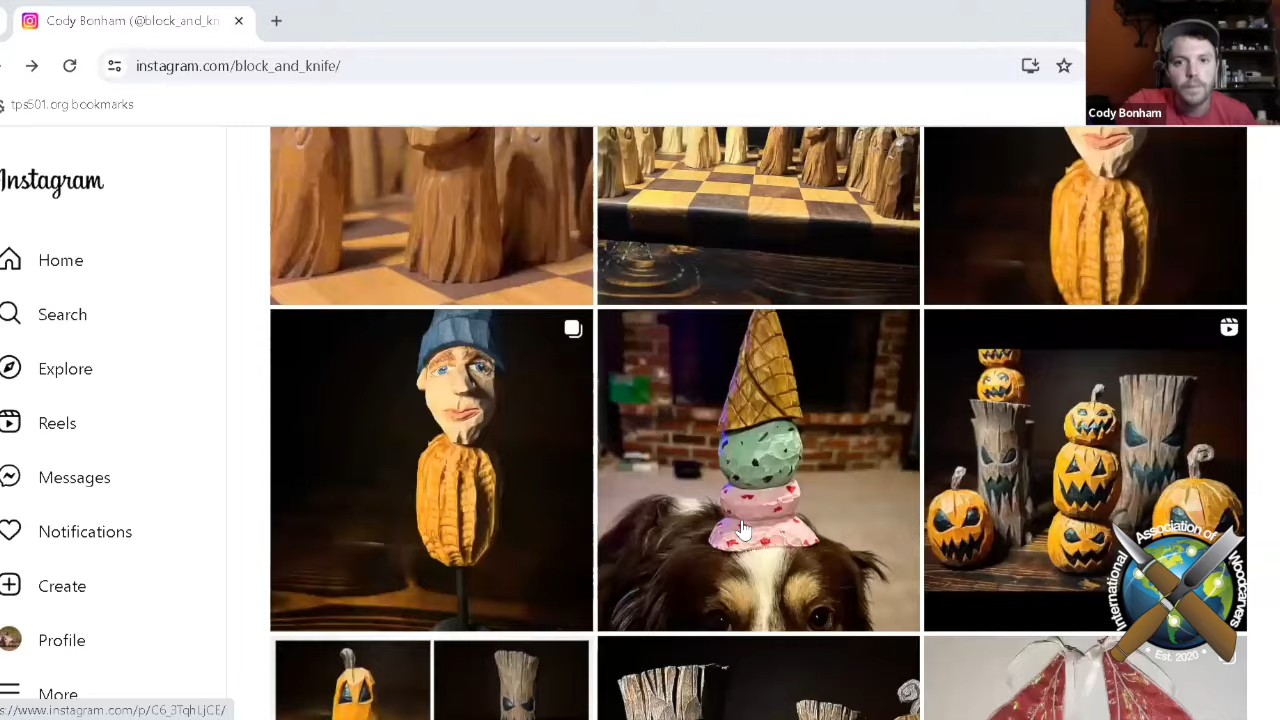 Cody Bonham (@block_and_kn
instagram.com/block_and_knife/
tps501.org bookmarks
Cody Bonham
Instagram
Home
Search
Explore
Reels
Messages
Notifications
Create
Profile
More
s://www.instagram.com/p/C6_3TqhLjCE/
International Association of Woodcarvers
Est. 2020